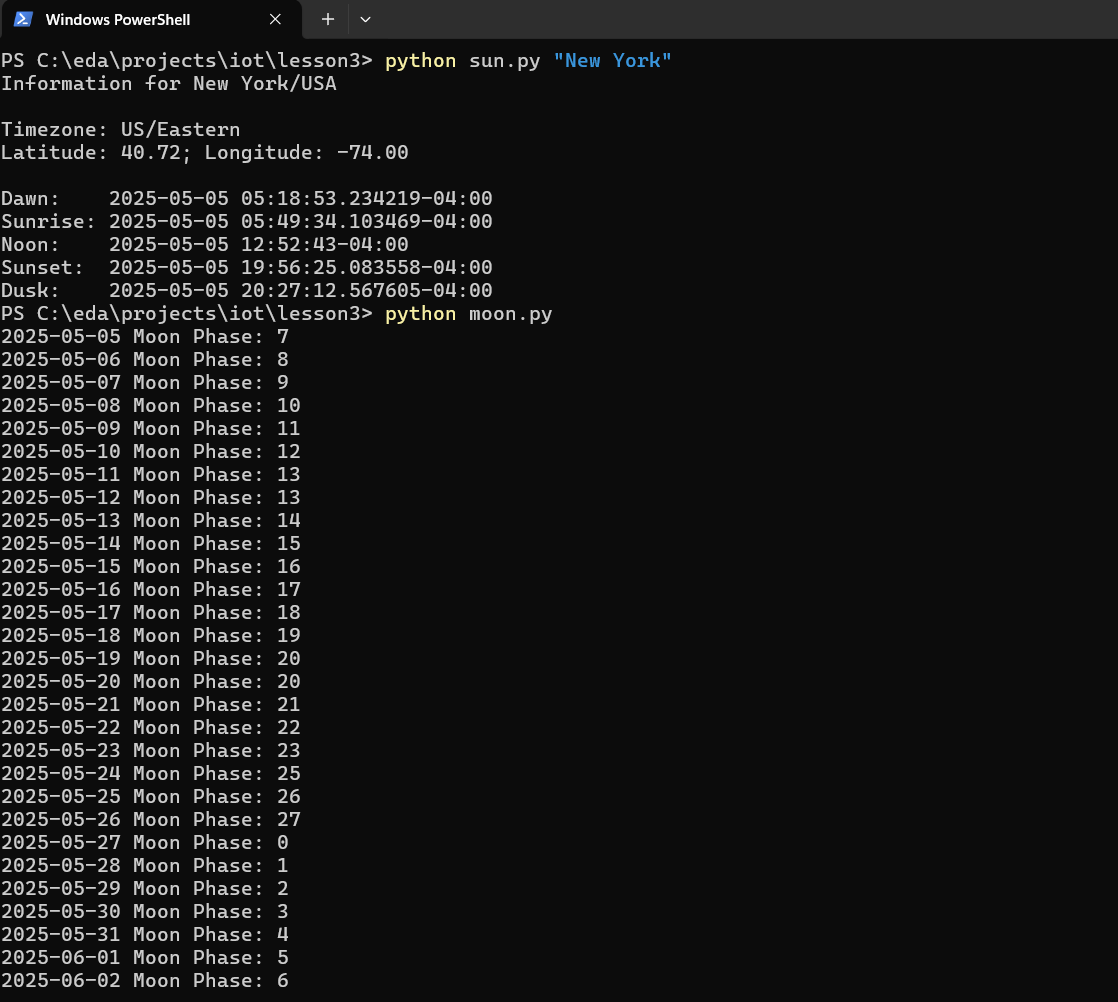 Windows PowerShell
PS C:\eda\projects\iot\lesson3> python sun.py "New York"
Information for New York/USA
Timezone: US/Eastern
Latitude: 40.72; Longitude: -74.00
Dawn:    2025-05-05 05:18:53.234219-04:00
Sunrise: 2025-05-05 05:49:34.103469-04:00
Noon:    2025-05-05 12:52:43-04:00
Sunset:  2025-05-05 19:56:25.083558-04:00
Dusk:    2025-05-05 20:27:12.567605-04:00
PS C:\eda\projects\iot\lesson3> python moon.py
2025-05-05 Moon Phase: 7
2025-05-06 Moon Phase: 8
2025-05-07 Moon Phase: 9
2025-05-08 Moon Phase: 10
2025-05-09 Moon Phase: 11
2025-05-10 Moon Phase: 12
2025-05-11 Moon Phase: 13
2025-05-12 Moon Phase: 13
2025-05-13 Moon Phase: 14
2025-05-14 Moon Phase: 15
2025-05-15 Moon Phase: 16
2025-05-16 Moon Phase: 17
2025-05-17 Moon Phase: 18
2025-05-18 Moon Phase: 19
2025-05-19 Moon Phase: 20
2025-05-20 Moon Phase: 20
2025-05-21 Moon Phase: 21
2025-05-22 Moon Phase: 22
2025-05-23 Moon Phase: 23
2025-05-24 Moon Phase: 25
2025-05-25 Moon Phase: 26
2025-05-26 Moon Phase: 27
2025-05-27 Moon Phase: 0
2025-05-28 Moon Phase: 1
2025-05-29 Moon Phase: 2
2025-05-30 Moon Phase: 3
2025-05-31 Moon Phase: 4
2025-06-01 Moon Phase: 5
2025-06-02 Moon Phase: 6